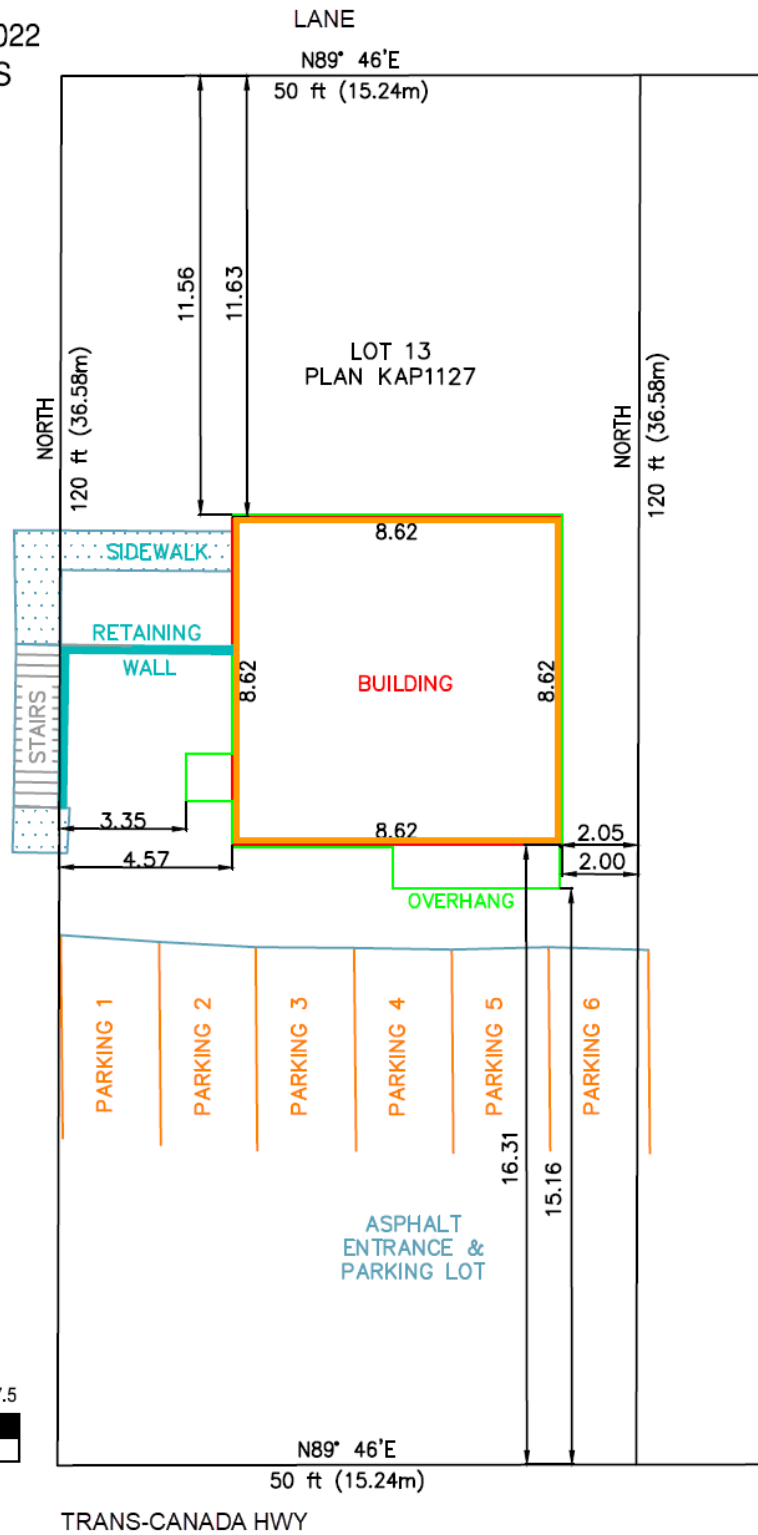 LANE
022
S
N89° 46'E
50 ft (15.24m)
11.56
11.63
LOT 13
PLAN KAP1127
NORTH
120 ft (36.58m)
NORTH
120 ft (36.58m)
8.62
SIDEWALK
RETAINING
WALL
8.62
8.62
BUILDING
STAIRS
3.35
8.62
2.05
4.57
2.00
OVERHANG
PARKING 1
PARKING 2
PARKING 3
PARKING 4
PARKING 5
PARKING 6
16.31
15.16
ASPHALT
ENTRANCE &
PARKING LOT
7.5
N89° 46'E
50 ft (15.24m)
TRANS-CANADA HWY